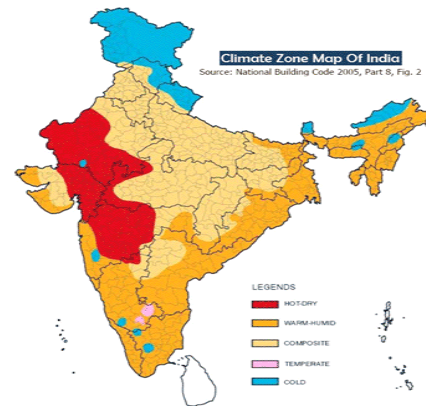 Climate Zone Map Of India
Source: National Building Code 2005, Part 8, Fig. 2
LEGENDS
HOT-DRY
WARM-HUMID
COMPOSITE
TEMPERATE
COLD